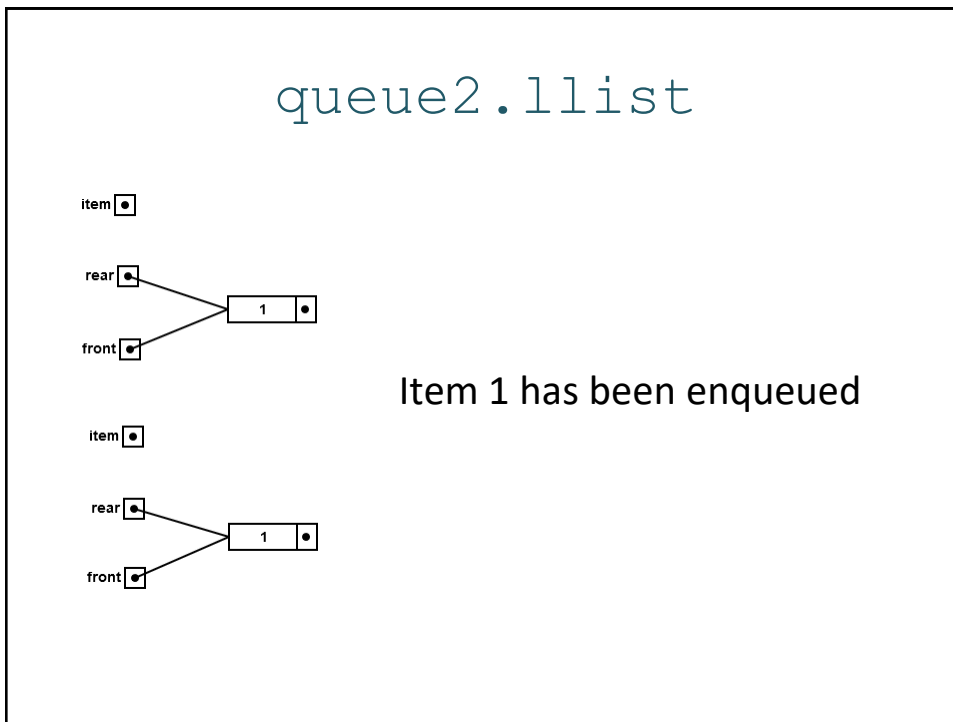 queue2.llist
item
rear
1
front
Item 1 has been enqueued
item
rear
1
front